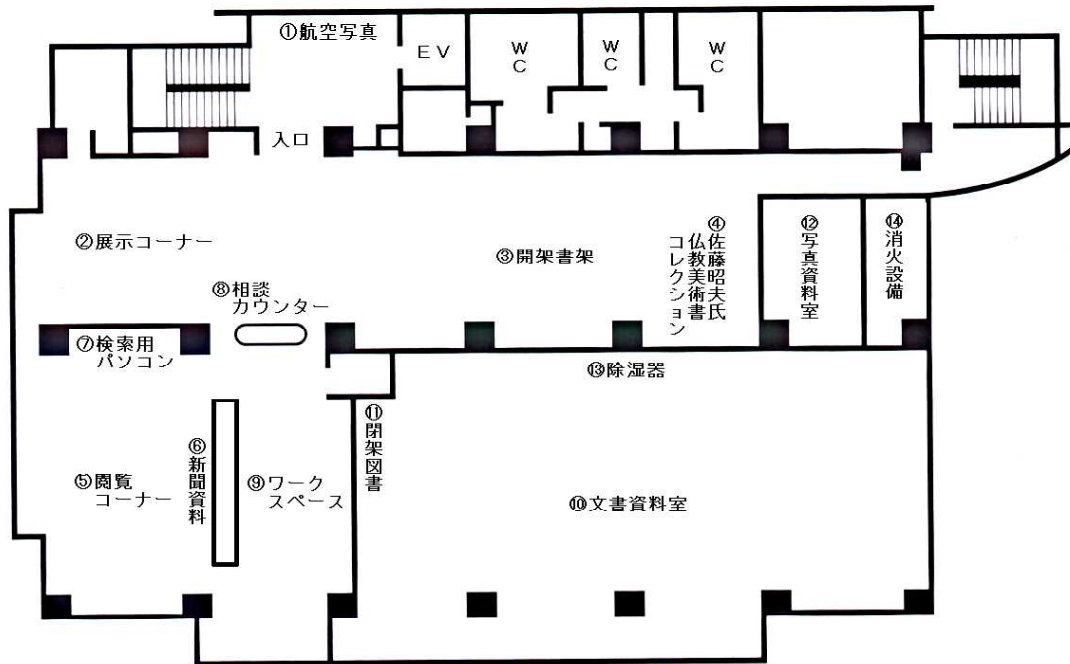 ①航空写真
ＥＶ
ＷＣ
ＷＣ
ＷＣ
入口
②展示コーナー
③開架書架
④佐藤昭夫氏
仏教美術書
コレクション
⑫写真資料室
⑭消火設備
⑧相談
カウンター
⑦検索用
パソコン
⑬除湿器
⑪閉架図書
⑥新聞資料
⑤閲覧
コーナー
⑨ワーク
スペース
⑩文書資料室